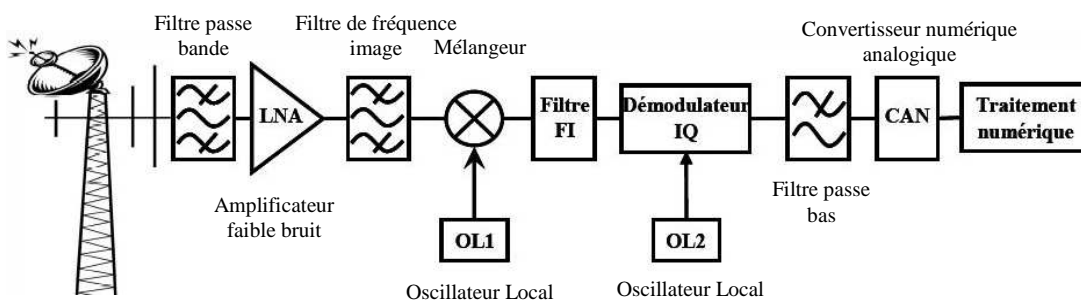 Filtre passe
bande
Filtre de fréquence
image
Mélangeur
Convertisseur numérique
analogique
LNA
Filtre
FI
Démodulateur
IQ
CAN
Traitement
numérique
Amplificateur
faible bruit
Filtre passe
bas
OL1
OL2
Oscillateur Local
Oscillateur Local